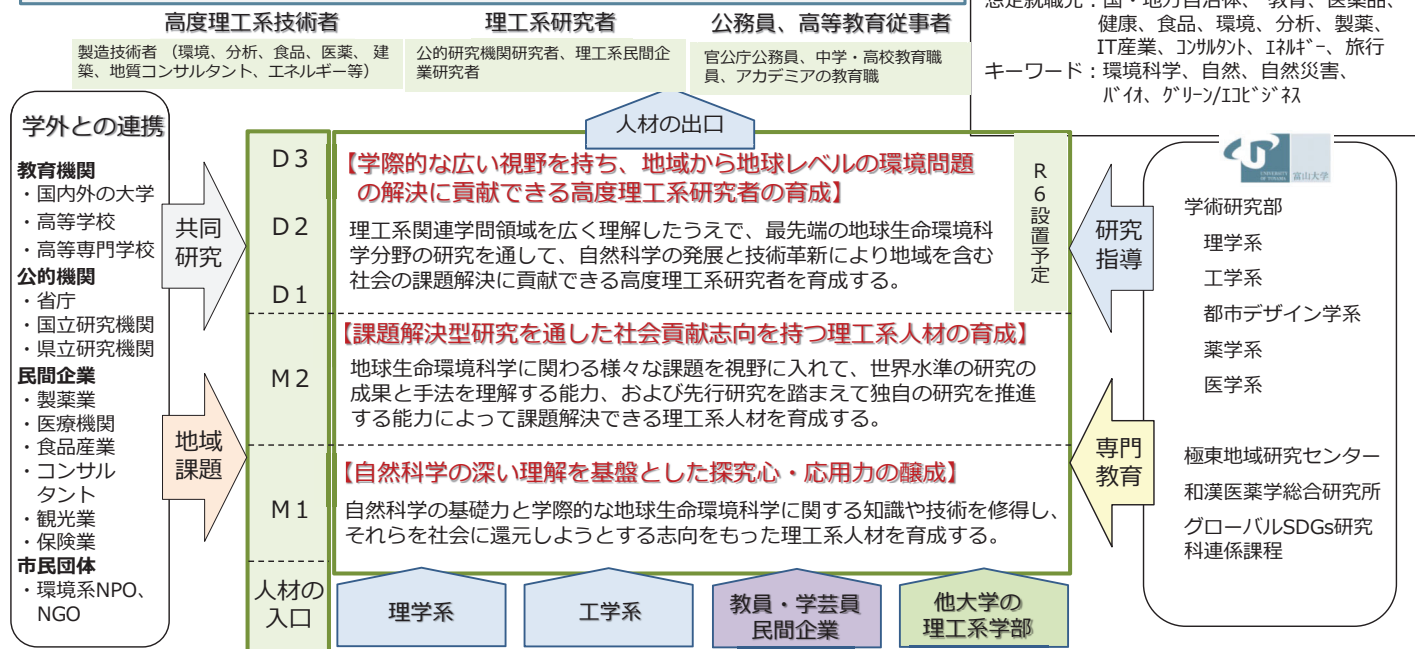 想定就職先：国・地方自治体、 教育、医薬品、
健康、食品、環境、分析、製薬、
IT産業、ｺﾝｻﾙﾀﾝﾄ、ｴﾈﾙｷﾞｰ、旅行
キーワード：環境科学、自然、自然災害、
ﾊﾞｲｵ、ｸﾞﾘｰﾝ/ｴｺﾋﾞｼﾞﾈｽ
高度理工系技術者
製造技術者 （環境、分析、食品、医薬、 建
築、地質コンサルタント、エネルギー等）
理工系研究者
公的研究機関研究者、理工系民間企
業研究者
公務員、高等教育従事者
官公庁公務員、中学・高校教育職
員、アカデミアの教育職
人材の出口
学外との連携
教育機関
・国内外の大学
・高等学校
・高等専門学校
公的機関
・省庁
・国立研究機関
・県立研究機関
民間企業
・製薬業
・医療機関
・食品産業
・コンサル
タント
・観光業
・保険業
市民団体
・環境系NPO、
NGO
共同
研究
地域
課題
D３
D２
D１
M２
M１
人材の
入口
【学際的な広い視野を持ち、地域から地球レベルの環境問題
の解決に貢献できる高度理工系研究者の育成】
理工系関連学問領域を広く理解したうえで、最先端の地球生命環境科
学分野の研究を通して、自然科学の発展と技術革新により地域を含む
社会の課題解決に貢献できる高度理工系研究者を育成する。
R6設置予定
【課題解決型研究を通した社会貢献志向を持つ理工系人材の育成】
地球生命環境科学に関わる様々な課題を視野に入れて、世界水準の研究の
成果と手法を理解する能力、および先行研究を踏まえて独自の研究を推進
する能力によって課題解決できる理工系人材を育成する。
【自然科学の深い理解を基盤とした探究心・応用力の醸成】
自然科学の基礎力と学際的な地球生命環境科学に関する知識や技術を修得し、
それらを社会に還元しようとする志向をもった理工系人材を育成する。
理学系
工学系
教員・学芸員
民間企業
他大学の
理工系学部
研究
指導
専門
教育
UNIVERSITY
OF TOYAMA
富山大学
学術研究部
理学系
工学系
都市デザイン学系
薬学系
医学系
極東地域研究センター
和漢医薬学総合研究所
グローバルSDGs研究
科連係課程